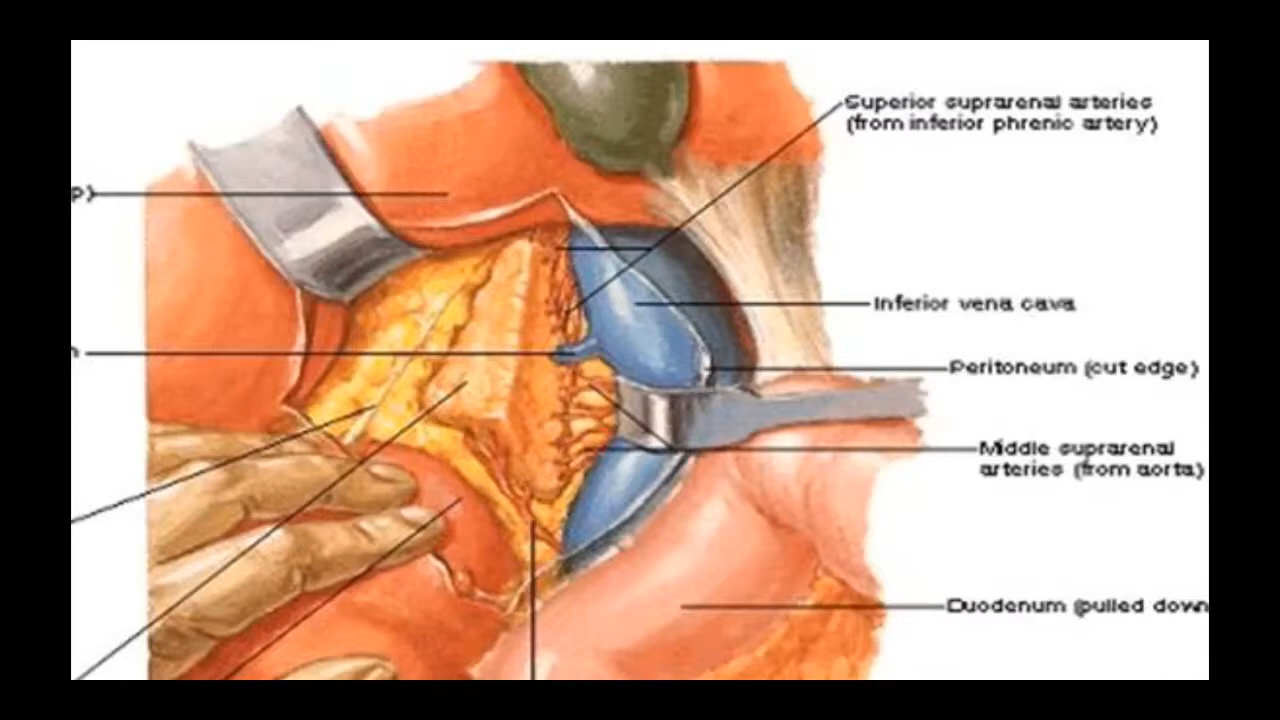 Superior suprarenal arteries
(from inferior phrenic artery)
p)
Inferior vena cava
n
Peritoneum (cut edge)
Middle suprarenal
arteries (from aorta)
Duodenum (pulled down